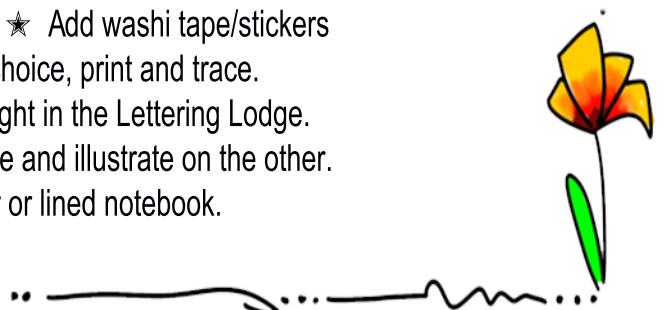 ★ Add washi tape/stickers
hoice, print and trace.
ght in the Lettering Lodge.
e and illustrate on the other.
or lined notebook.